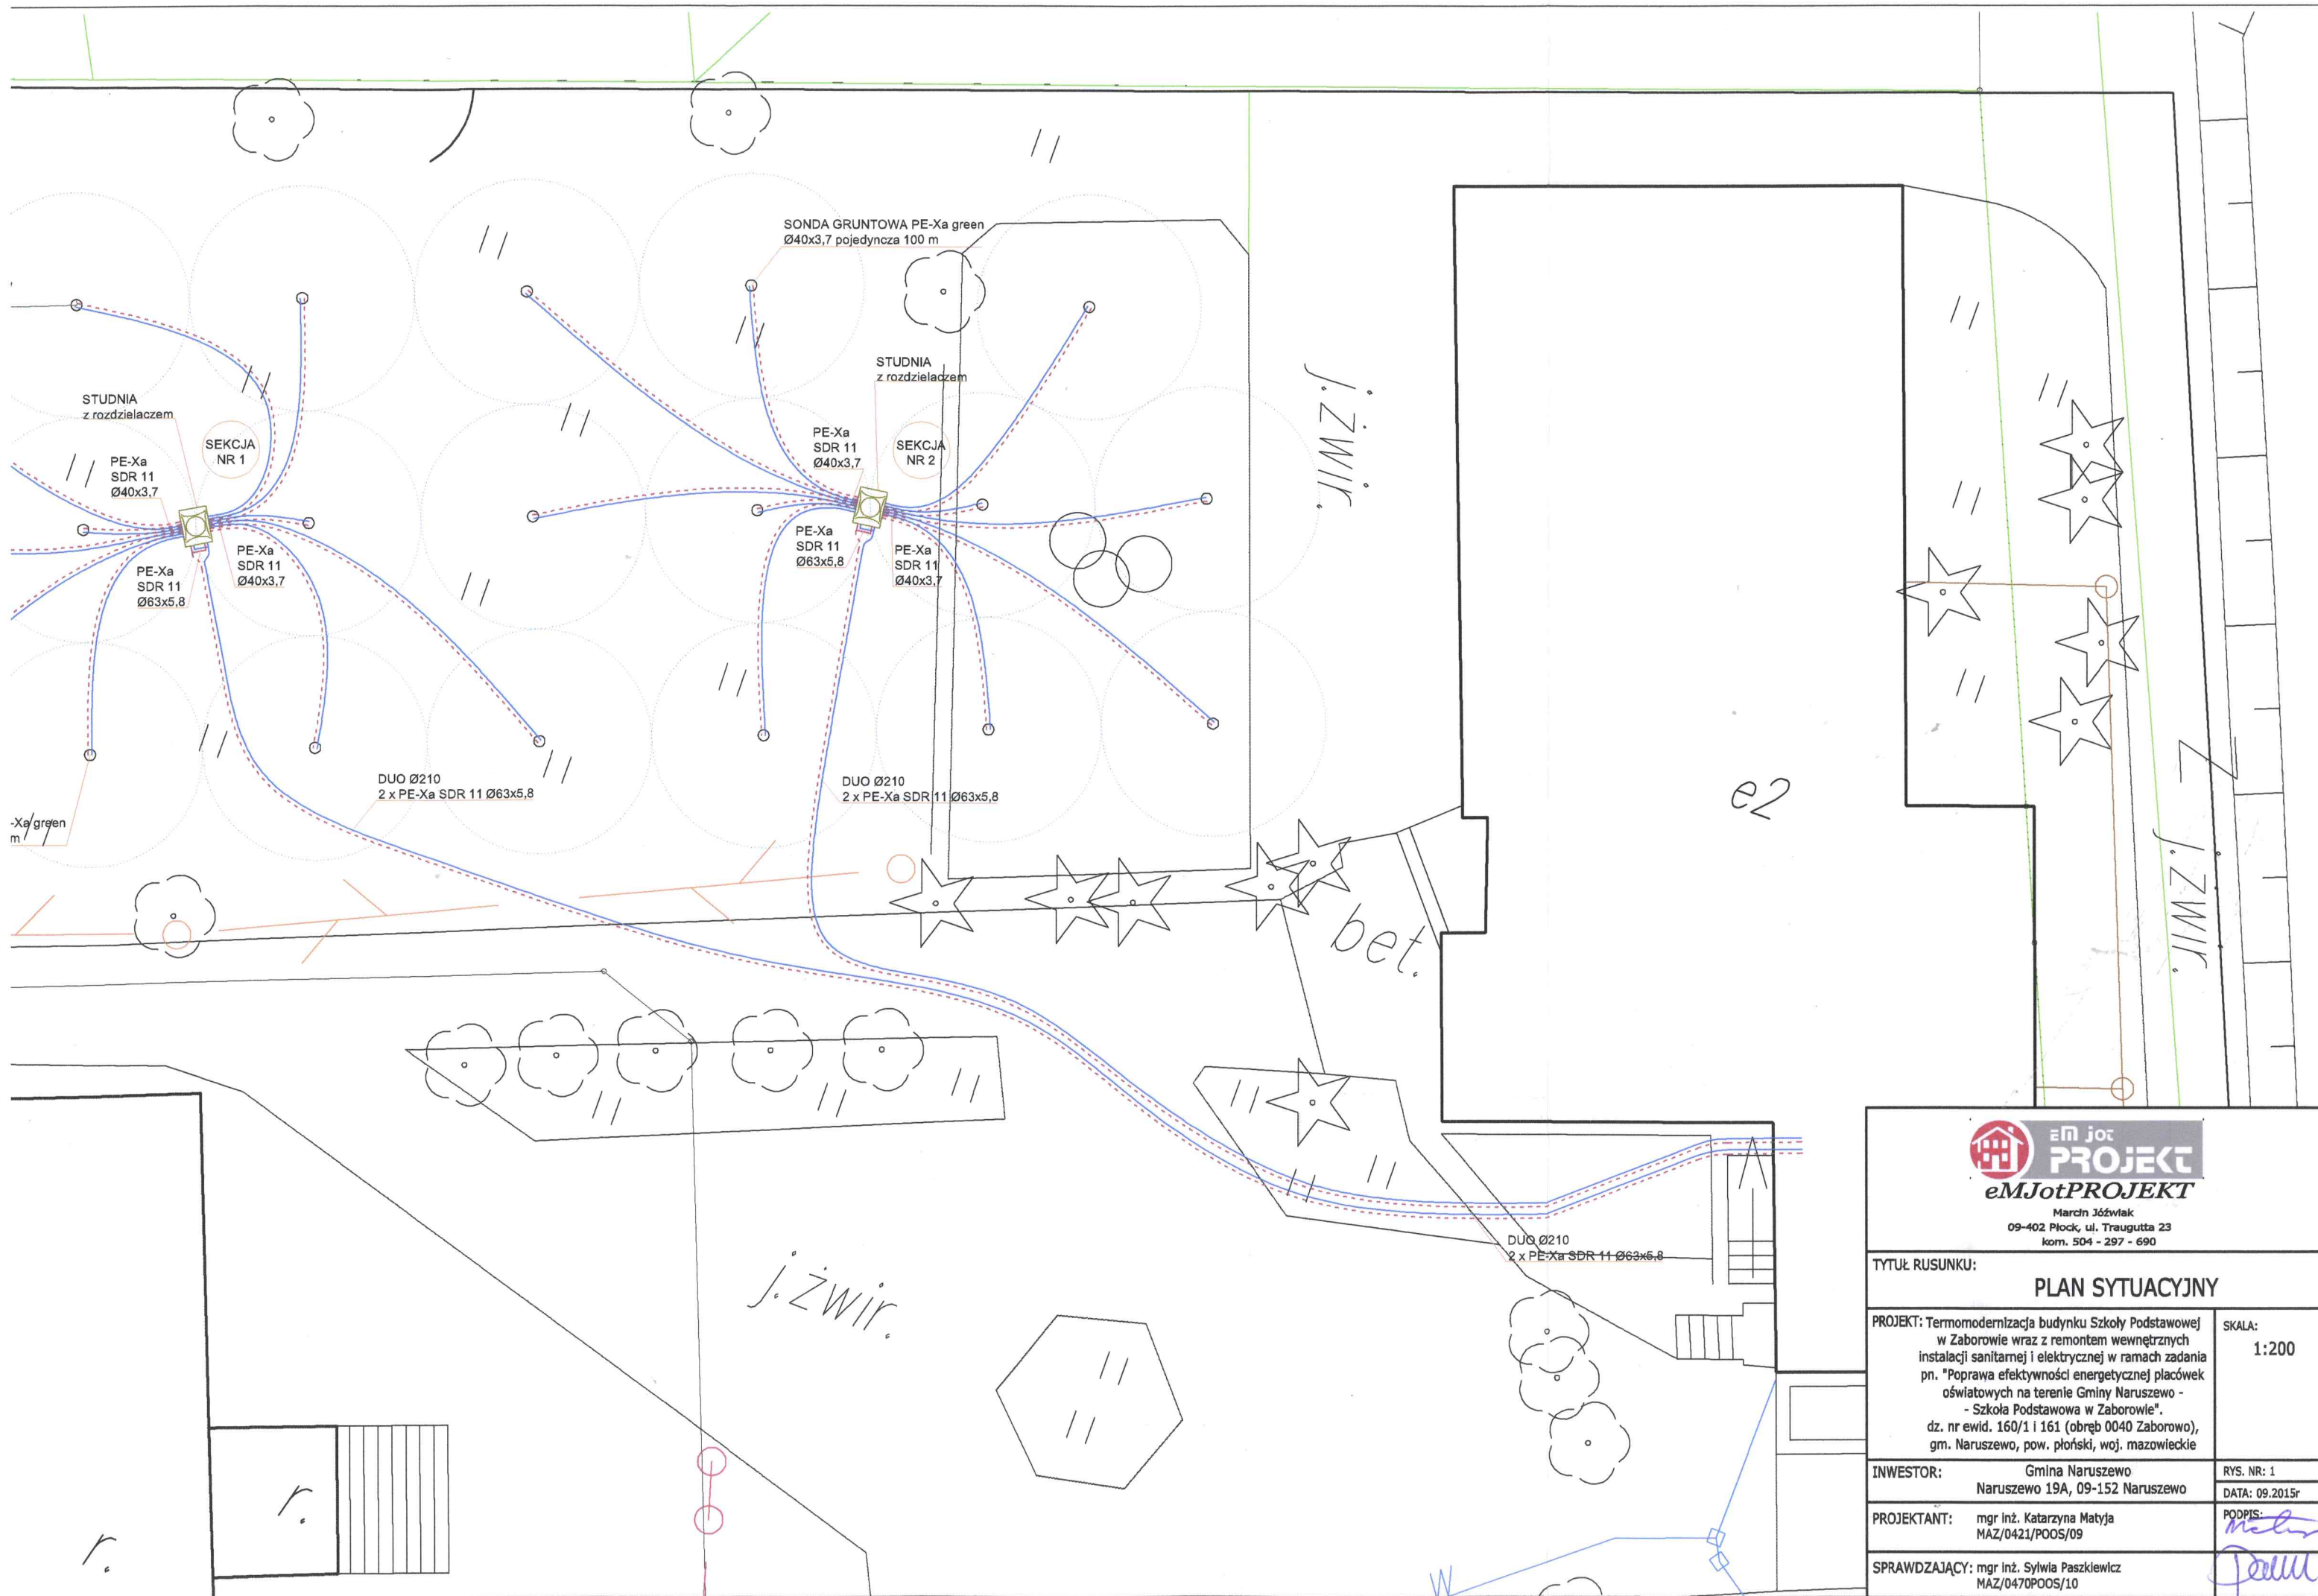 SONDA GRUNTOWA PE-Xa green
Ø40x3,7 pojedyncza 100 m
STUDNIA
z rozdzielaczem
STUDNIA
z rozdzielaczem
SEKCJA
NR 1
PE-Xa
SDR 11
Ø40x3,7
PE-Xa
SDR 11
Ø40x3,7
SEKCJA
NR 2
PE-Xa
SDR 11
Ø63x5,8
PE-Xa
SDR 11
Ø40x3,7
PE-Xa
SDR 11
Ø63x5,8
PE-Xa
SDR 11
Ø40x3,7
j.żwir.
DUO Ø210
2 x PE-Xa SDR 11 Ø63x5,8
DUO Ø210
2 x PE-Xa SDR 11 Ø63x5,8
-Xa green
m
e2
j.żwir.
bet.
DUO Ø210
2 x PE-Xa SDR 11 Ø63x5,8
j.żwir.
r.
r.
W
eM jot
PROJEKT
eMJotPROJEKT
Marcin Jóźwiak
09-402 Płock, ul. Traugutta 23
kom. 504 - 297 - 690
TYTUŁ RUSUNKU:
PLAN SYTUACYJNY
PROJEKT: Termomodernizacja budynku Szkoły Podstawowej
w Zaborowie wraz z remontem wewnętrznych
instalacji sanitarnej i elektrycznej w ramach zadania
pn. "Poprawa efektywności energetycznej placówek
oświatowych na terenie Gminy Naruszewo -
- Szkoła Podstawowa w Zaborowie".
dz. nr ewid. 160/1 i 161 (obręb 0040 Zaborowo),
gm. Naruszewo, pow. płoński, woj. mazowieckie
SKALA:
1:200
INWESTOR: Gmina Naruszewo
Naruszewo 19A, 09-152 Naruszewo
RYS. NR: 1
DATA: 09.2015r
PROJEKTANT: mgr inż. Katarzyna Matyja
MAZ/0421/POOS/09
PODPIS:
SPRAWDZAJĄCY: mgr inż. Sylwia Paszkiewicz
MAZ/0470POOS/10